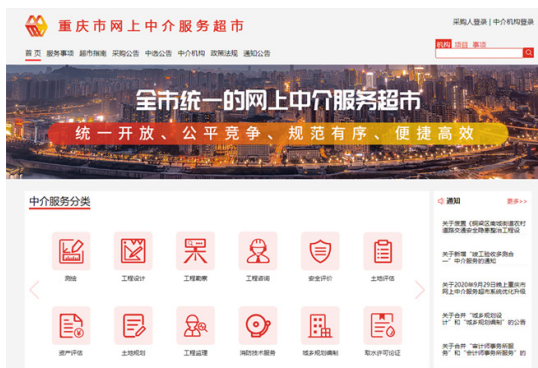 重庆市网上中介服务超市
采购人登录 | 中介机构登录
首页 服务事项 超市指南 采购公告 中选公告 中介机构 政策法规 通知公告
机构 项目 事项
全市统一的网上中介服务超市
统一开放、公平竞争、规范有序、便捷高效
中介服务分类
测绘 工程设计 工程勘察 工程咨询 安全评价 土地评估
资产评估 土地规划 工程监理 消防技术服务 城乡规划编制 取水许可论证
通知 更多>>
关于废置《铜梁区南城街道农村
道路交通安全隐患整治工程设
关于新增“竣工验收多测合
一”中介服务的通知
关于2020年9月29日晚上重庆市
网上中介服务超市系统优化升级
关于合并“城乡规划设
计”和“城乡规划编制”的公告
关于合并“审计师事务所服
务”和“会计师事务所服务”的